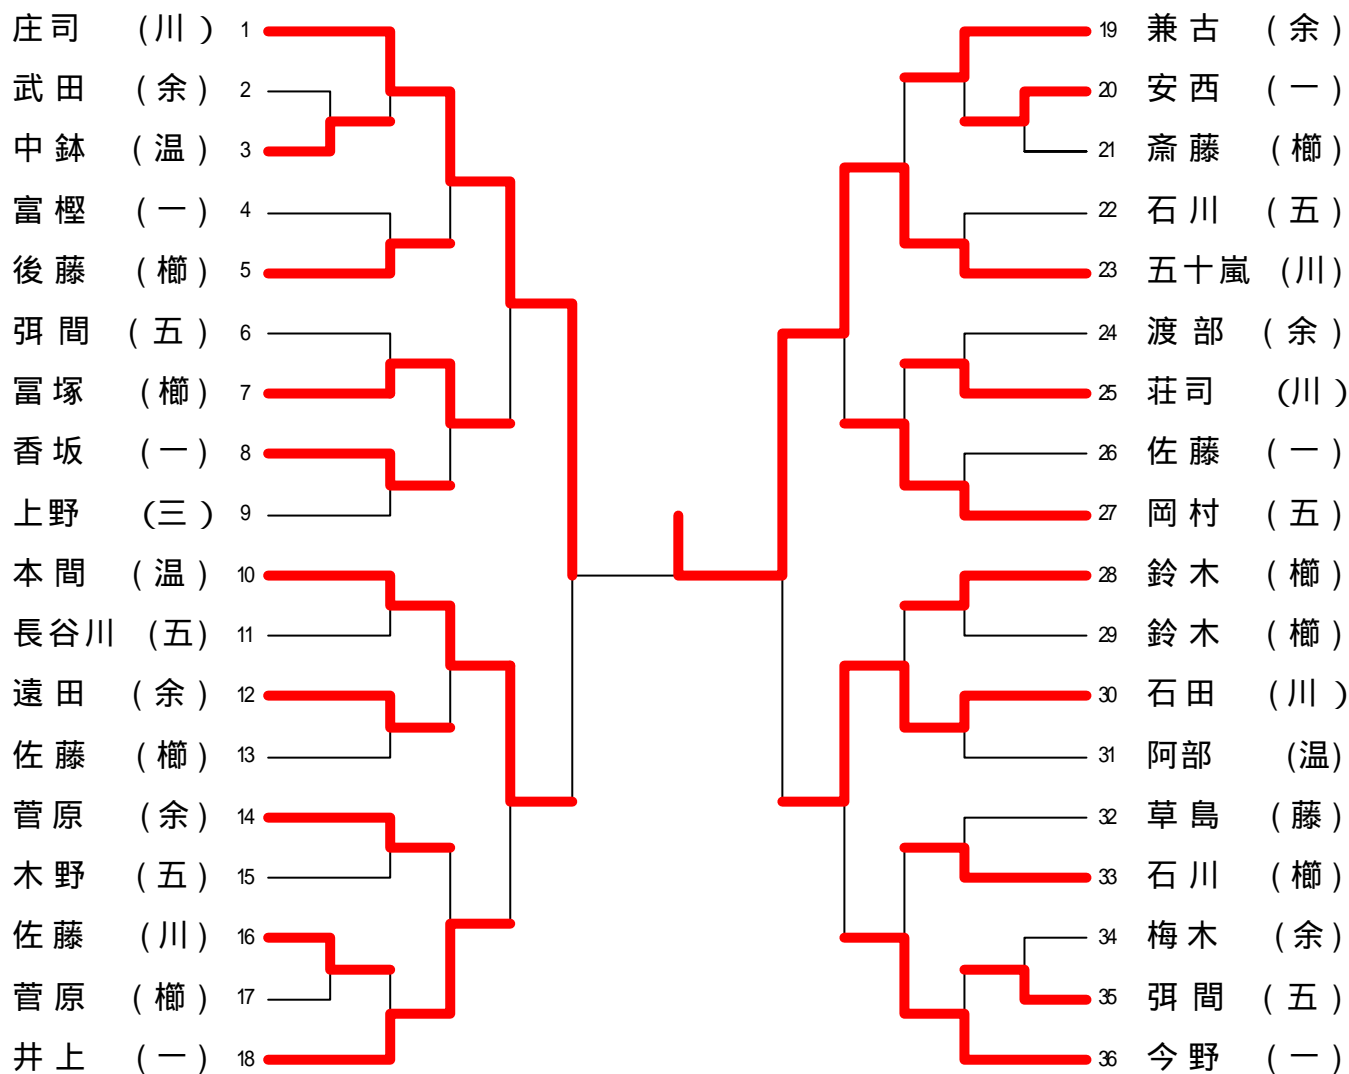 庄司 (川) 1
武田 (余) 2
中鉢 (温) 3
富樫 (一) 4
後藤 (櫛) 5
弭間 (五) 6
冨塚 (櫛) 7
香坂 (一) 8
上野 (三) 9
本間 (温) 10
長谷川 (五) 11
遠田 (余) 12
佐藤 (櫛) 13
菅原 (余) 14
木野 (五) 15
佐藤 (川) 16
菅原 (櫛) 17
井上 (一) 18
19 兼古 (余)
20 安西 (一)
21 斎藤 (櫛)
22 石川 (五)
23 五十嵐 (川)
24 渡部 (余)
25 荘司 (川)
26 佐藤 (一)
27 岡村 (五)
28 鈴木 (櫛)
29 鈴木 (櫛)
30 石田 (川)
31 阿部 (温)
32 草島 (藤)
33 石川 (櫛)
34 梅木 (余)
35 弭間 (五)
36 今野 (一)